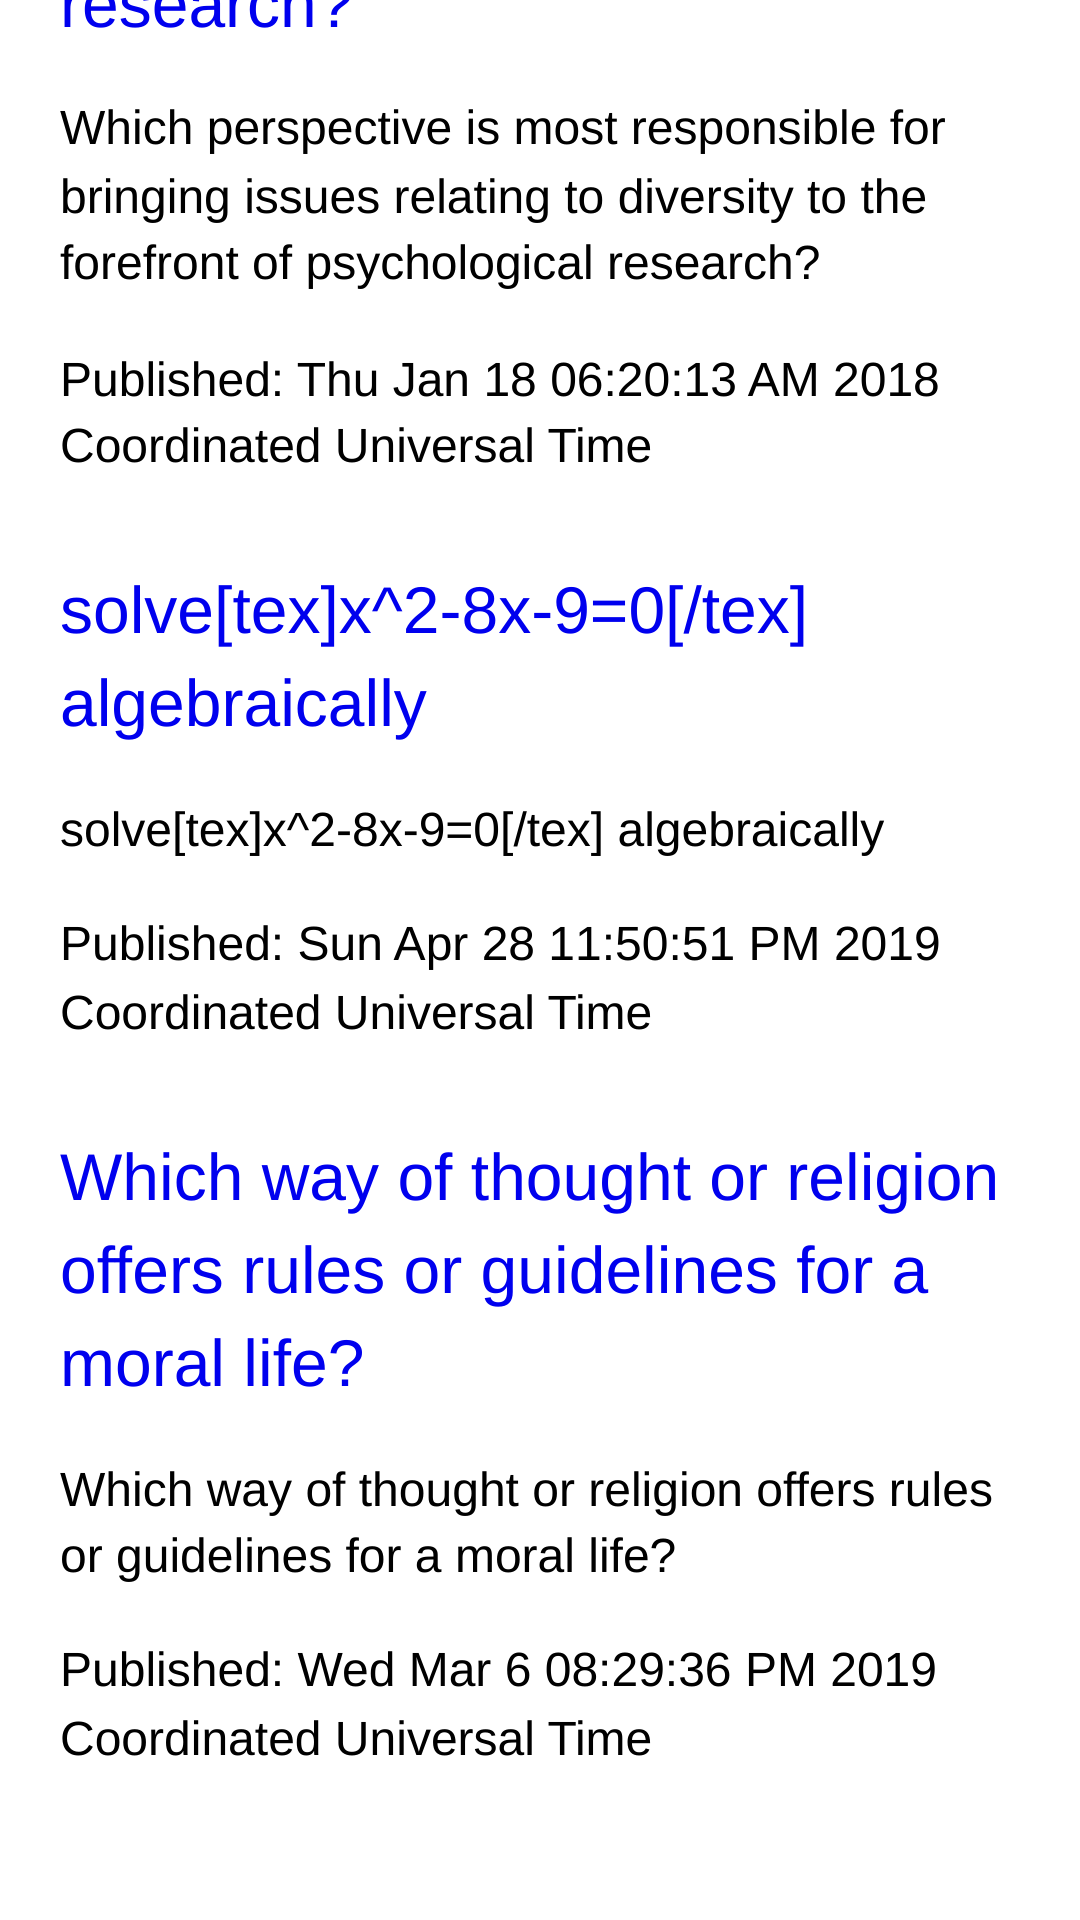 research?
Which perspective is most responsible for
bringing issues relating to diversity to the
forefront of psychological research?
Published: Thu Jan 18 06:20:13 AM 2018
Coordinated Universal Time
solve[tex]x^2-8x-9=0[/tex]
algebraically
solve[tex]x^2-8x-9=0[/tex] algebraically
Published: Sun Apr 28 11:50:51 PM 2019
Coordinated Universal Time
Which way of thought or religion
offers rules or guidelines for a
moral life?
Which way of thought or religion offers rules
or guidelines for a moral life?
Published: Wed Mar 6 08:29:36 PM 2019
Coordinated Universal Time